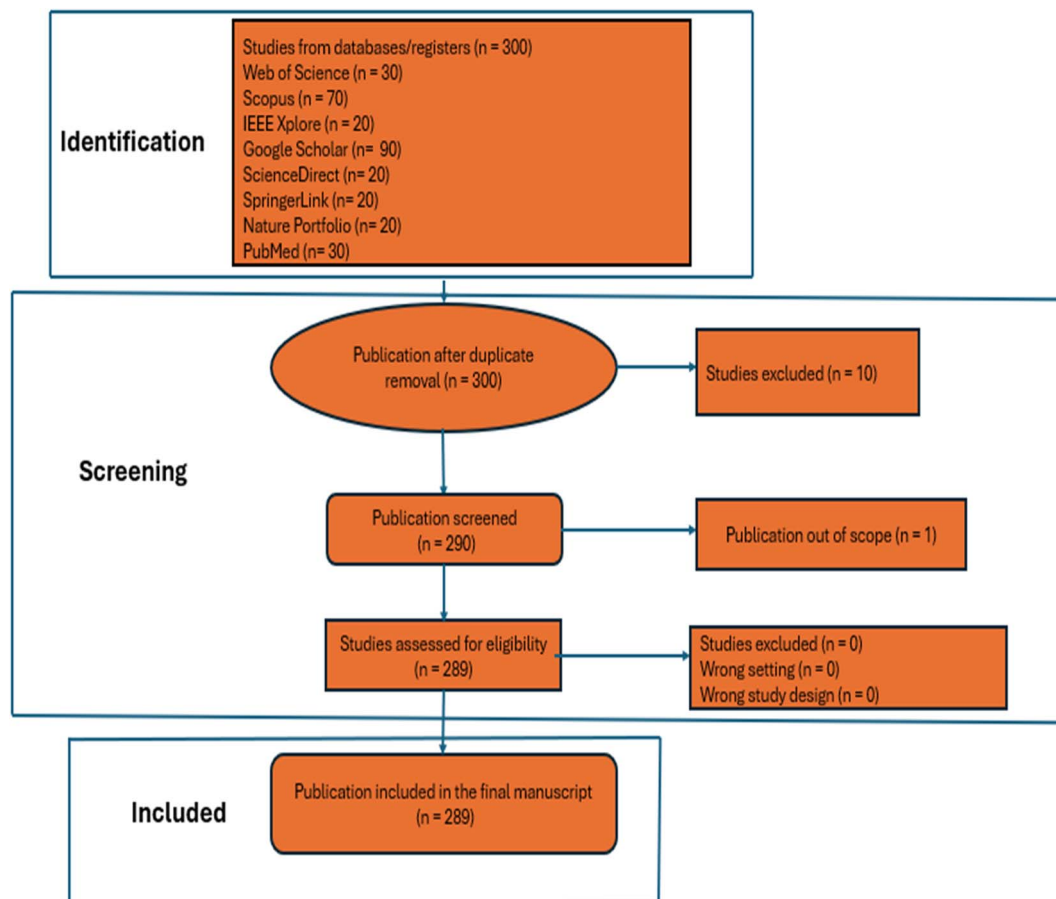 Identification
Studies from databases/registers (n = 300)
Web of Science (n = 30)
Scopus (n = 70)
IEEE Xplore (n = 20)
Google Scholar (n= 90)
ScienceDirect (n= 20)
SpringerLink (n= 20)
Nature Portfolio (n= 20)
PubMed (n= 30)
Screening
Publication after duplicate
removal (n = 300)
Studies excluded (n = 10)
Publication screened
(n = 290)
Publication out of scope (n = 1)
Studies assessed for eligibility
(n = 289)
Studies excluded (n = 0)
Wrong setting (n = 0)
Wrong study design (n = 0)
Included
Publication included in the final manuscript
(n = 289)